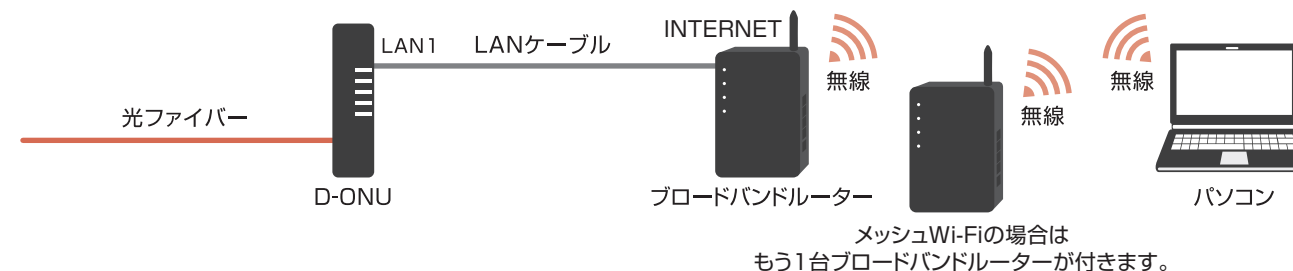 INTERNET
LAN1
LANケーブル
無線
無線
無線
光ファイバー
D-ONU
ブロードバンドルーター
パソコン
メッシュWi-Fiの場合は
もう1台ブロードバンドルーターが付きます。